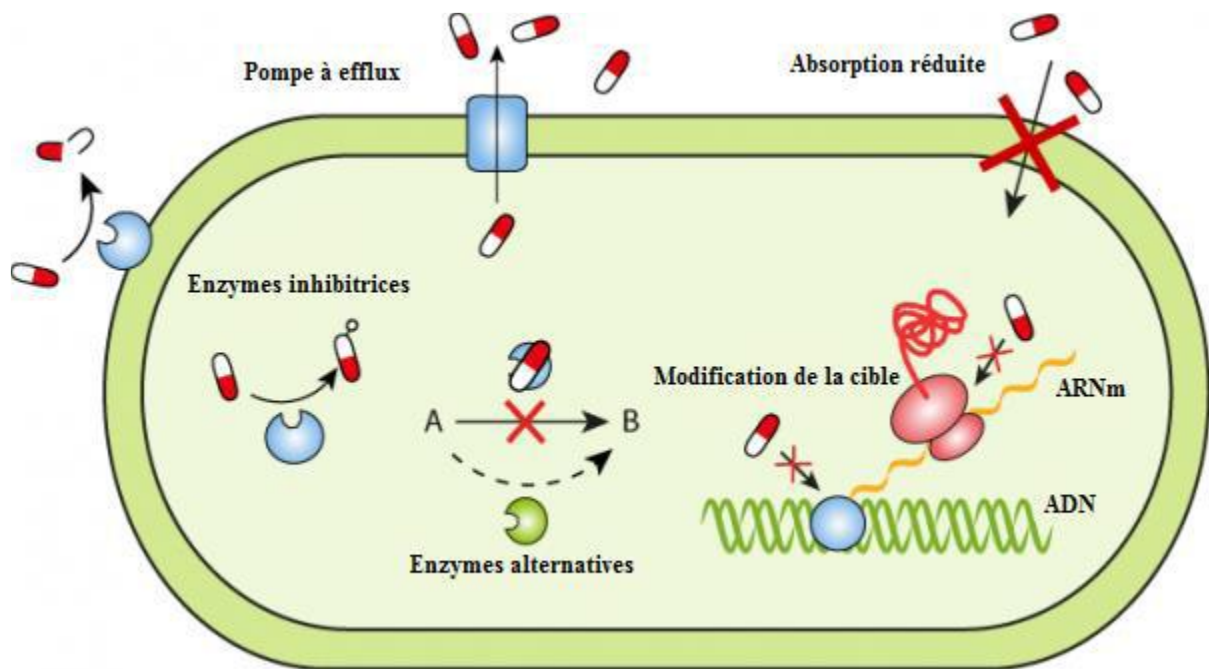 Pompe à efflux
Absorption réduite
Enzymes inhibitrices
Modification de la cible
ARNm
A
B
ADN
Enzymes alternatives